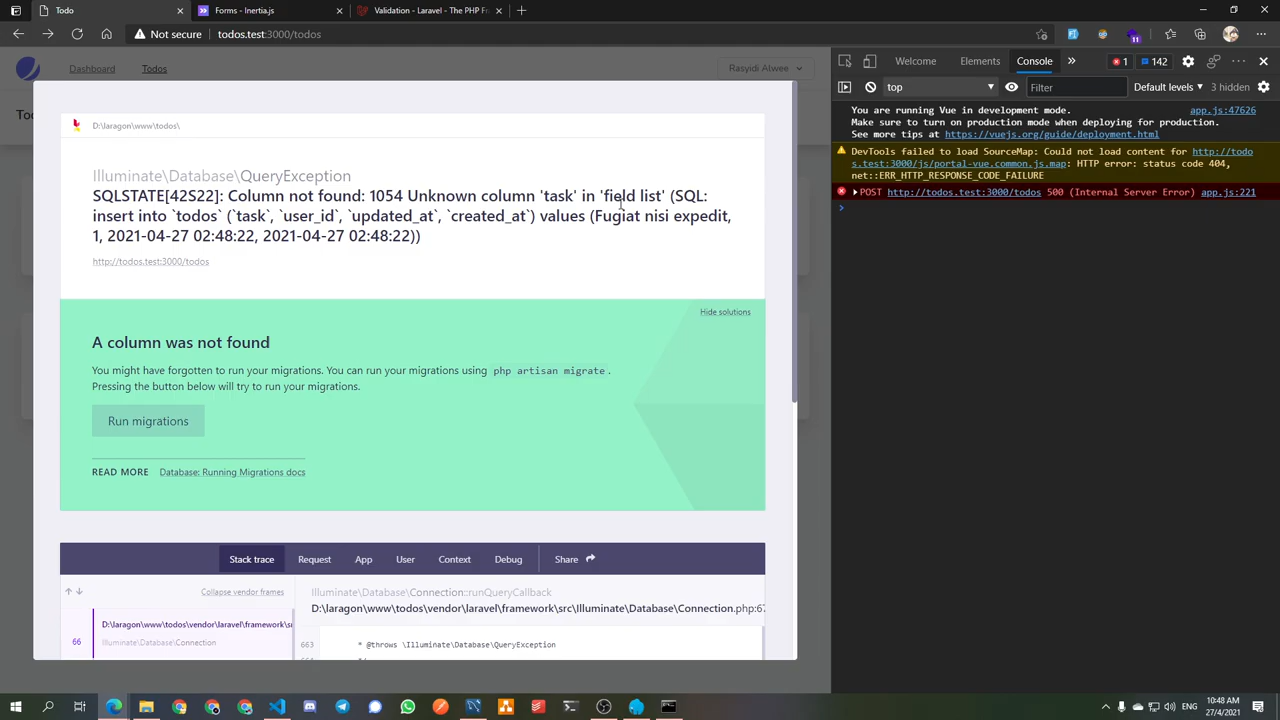 Todo
Forms - Inertia.js
Validation - The PHP Fo
Not secure
todos.test:3000/todos
11
Dashboard
Todos
Rasyidi Alwee
Welcome
Elements
Console
1
142
top
Filter
Default levels
3 hidden
You are running Vue in development mode.
app.js:47626
Make sure to turn on production mode when deploying for production.
See more tips at https://vuejs.org/guide/deployment.html
DevTools failed to load SourceMap: Could not load content for http://todo
s.test:3000/js/portal-vue.common.js.map: HTTP error: status code 404,
net::ERR_HTTP_RESPONSE_CODE_FAILURE
POST http://todos.test:3000/todos 500 (Internal Server Error)
app.js:221
To
D:\laragon\www\todos\
Illuminate\Database\QueryException
SQLSTATE[42S22]: Column not found: 1054 Unknown column 'task' in 'field list' (SQL:
insert into `todos` (`task`, `user_id`, `updated_at`, `created_at`) values (Fugiat nisi expedit,
1, 2021-04-27 02:48:22, 2021-04-27 02:48:22))
http://todos.test:3000/todos
Hide solutions
A column was not found
You might have forgotten to run your migrations. You can run your migrations using php artisan migrate.
Pressing the button below will try to run your migrations.
Run migrations
READ MORE
Database: Running Migrations docs
Stack trace
Request
App
User
Context
Debug
Share
Collapse vendor frames
Illuminate\Database\Connection::runQueryCallback
D:\laragon\www\todos\vendor\laravel\framework\src\Illuminate\Database\Connection.php:67
D:\laragon\www\todos\vendor\laravel\framework\sr
66
Illuminate\Database\Connection
663
* @throws \Illuminate\Database\QueryException
ENG
10:48 AM
27/4/2021